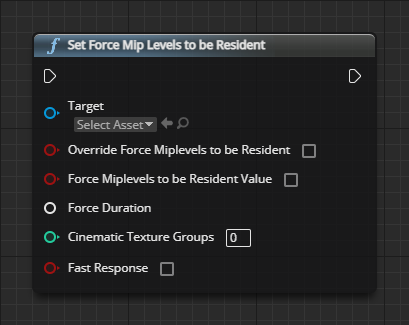 f Set Force Mip Levels to be Resident
Target
Select Asset
Override Force Miplevels to be Resident
Force Miplevels to be Resident Value
Force Duration
Cinematic Texture Groups 0
Fast Response